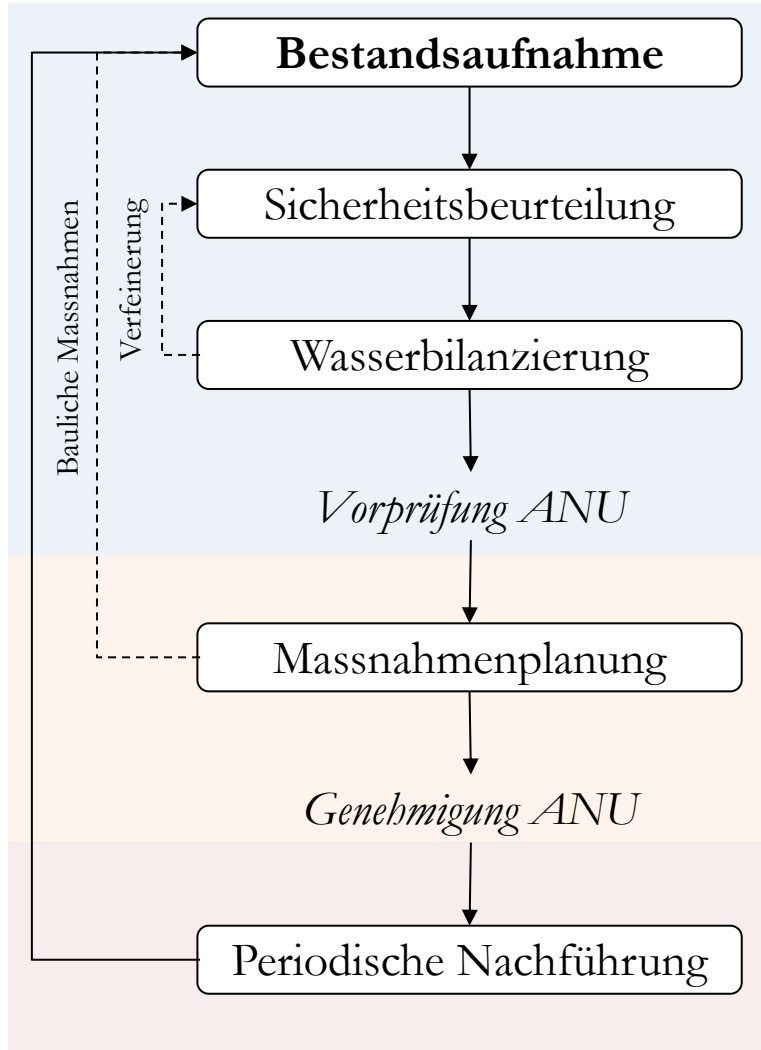 Bestandsaufnahme
Sicherheitsbeurteilung
Verfeinerung
Bauliche Massnahmen
Wasserbilanzierung
Vorprüfung ANU
Massnahmenplanung
Genehmigung ANU
Periodische Nachführung